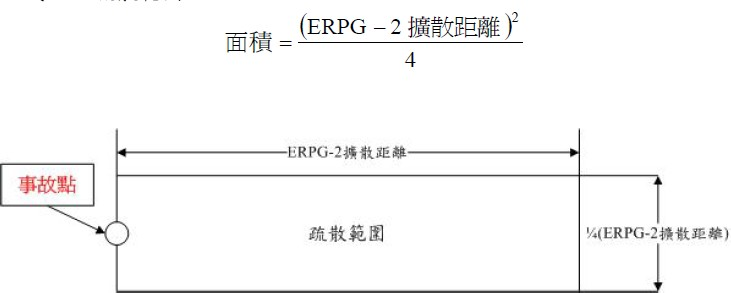 面積 = (ERPG − 2 擴散距離)² / 4
ERPG-2擴散距離
事故點
疏散範圍
¼(ERPG-2擴散距離)